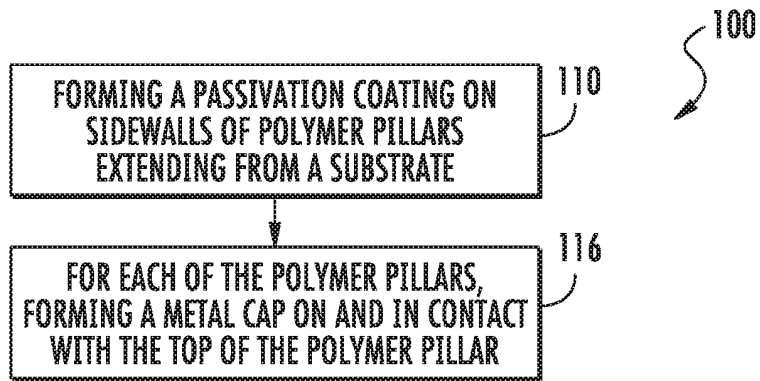 100
FORMING A PASSIVATION COATING ON
SIDEWALLS OF POLYMER PILLARS
EXTENDING FROM A SUBSTRATE
110
FOR EACH OF THE POLYMER PILLARS,
FORMING A METAL CAP ON AND IN CONTACT
WITH THE TOP OF THE POLYMER PILLAR
116